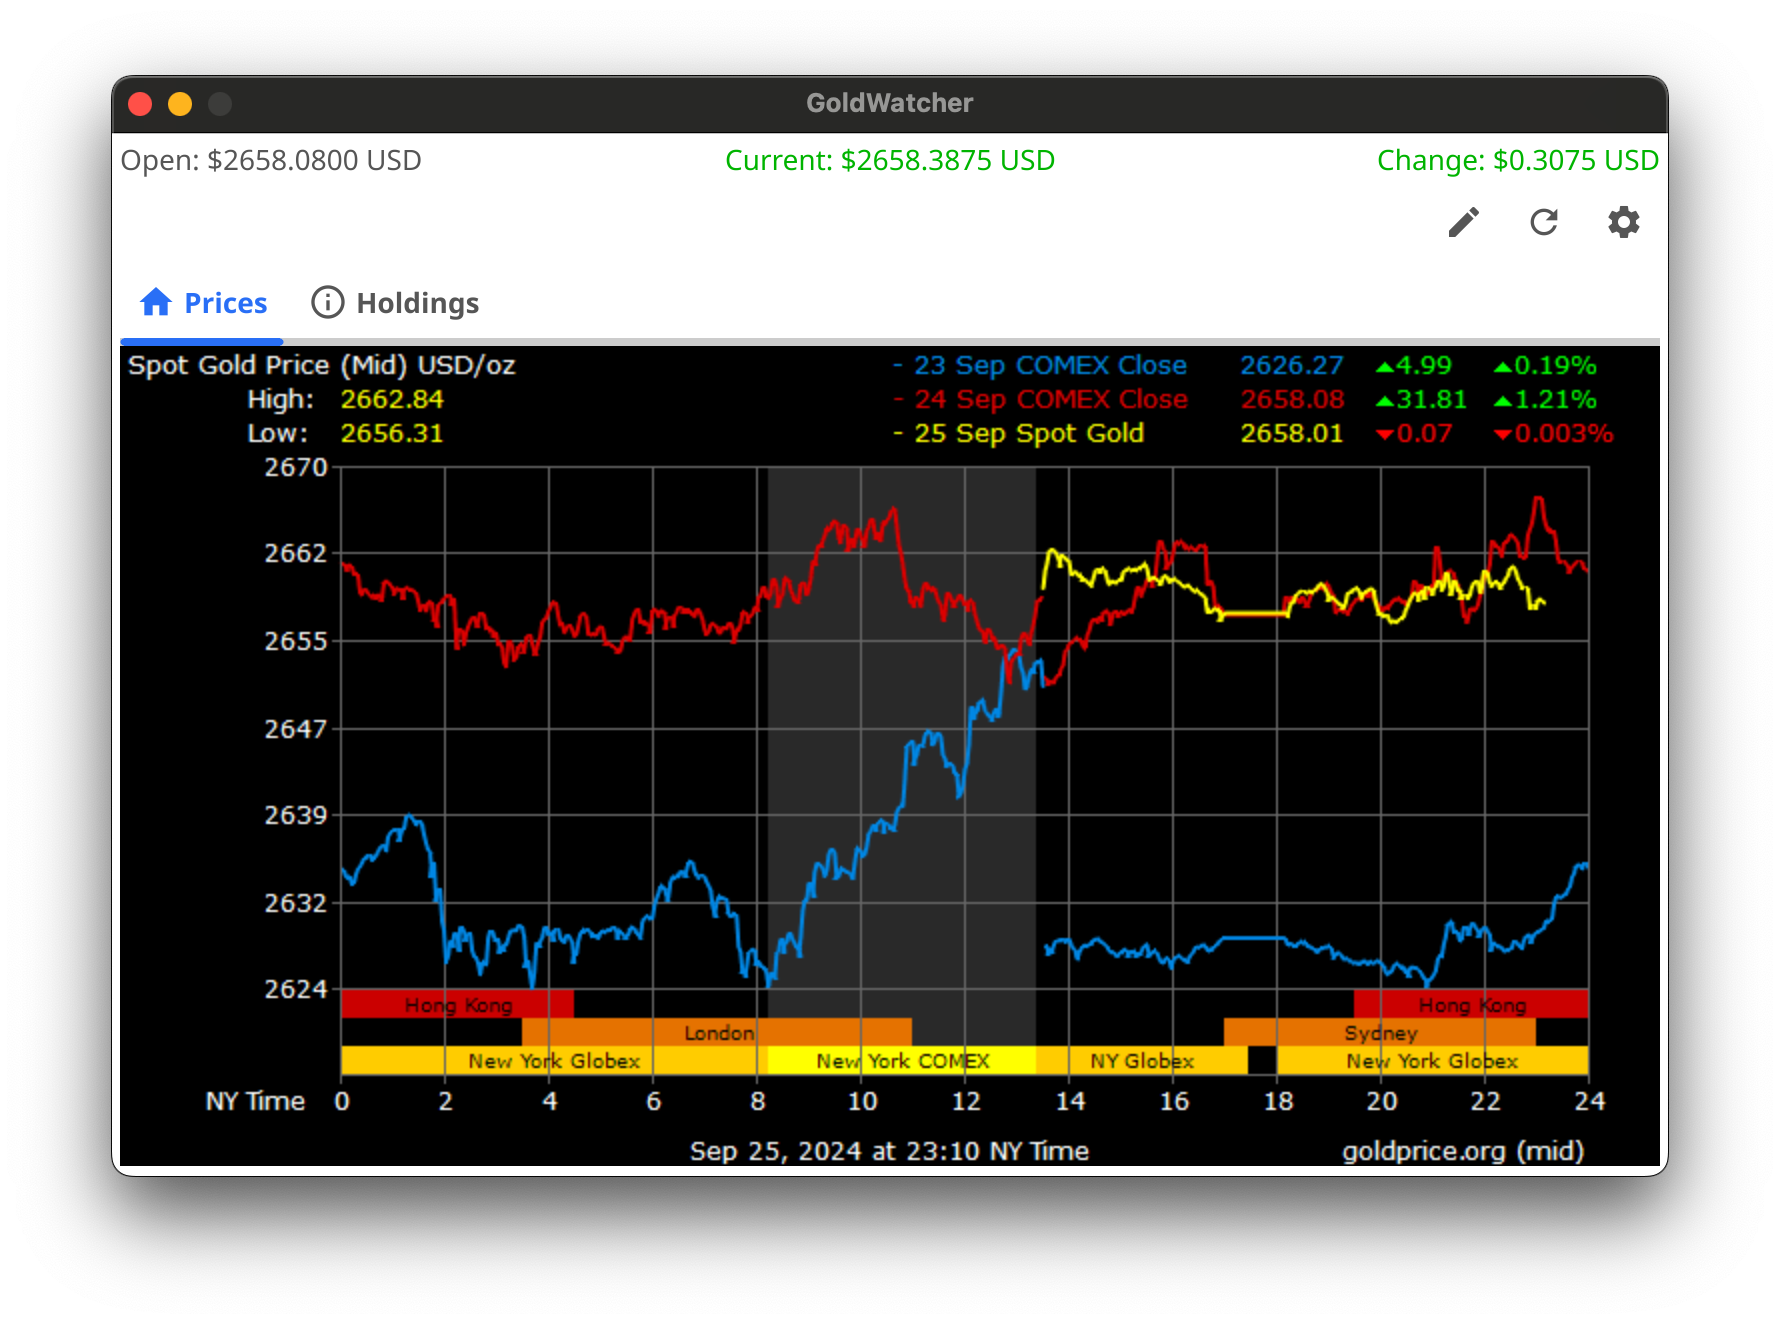 GoldWatcher
Open: $2658.0800 USD Current: $2658.3875 USD Change: $0.3075 USD
Prices Holdings
Spot Gold Price (Mid) USD/oz - 23 Sep COMEX Close 2626.27 ▲4.99 ▲0.19%
High: 2662.84 - 24 Sep COMEX Close 2658.08 ▲31.81 ▲1.21%
Low: 2656.31 - 25 Sep Spot Gold 2658.01 ▼0.07 ▼0.003%
2670
2662
2655
2647
2639
2632
2624
Hong Kong Hong Kong
London Sydney
New York Globex New York COMEX NY Globex New York Globex
NY Time 0 2 4 6 8 10 12 14 16 18 20 22 24
Sep 25, 2024 at 23:10 NY Time goldprice.org (mid)